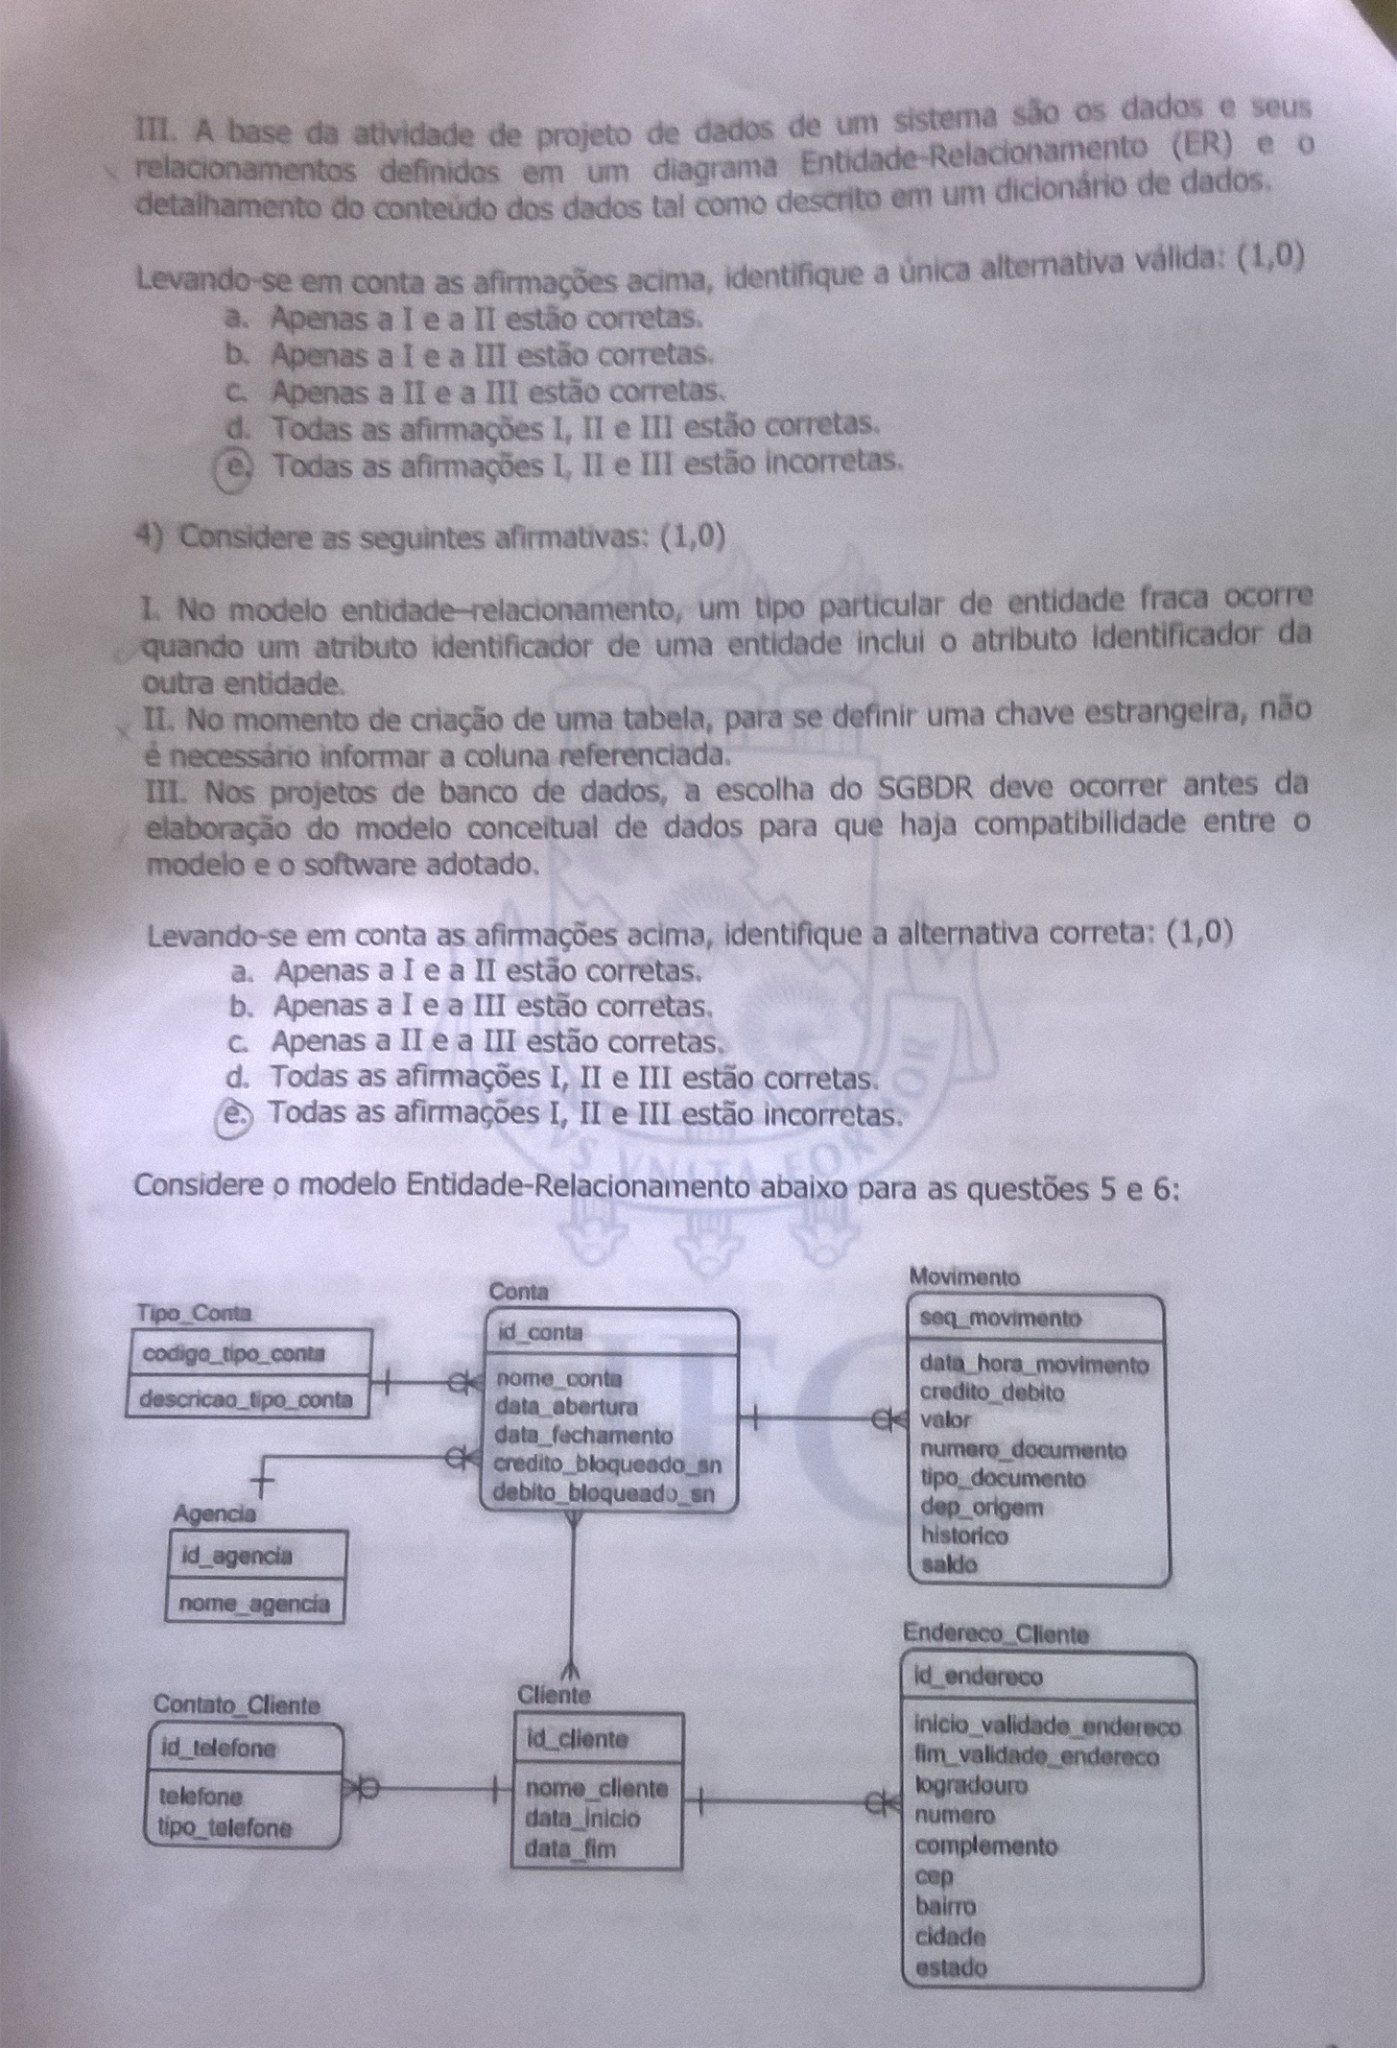 III. A base da atividade de projeto de dados de um sistema são os dados e seus
relacionamentos definidos em um diagrama Entidade-Relacionamento (ER) e o
detalhamento do conteúdo dos dados tal como descrito em um dicionário de dados.
Levando-se em conta as afirmações acima, identifique a única alternativa válida: (1,0)
a. Apenas a I e a II estão corretas.
b. Apenas a I e a III estão corretas.
c. Apenas a II e a III estão corretas.
d. Todas as afirmações I, II e III estão corretas.
e. Todas as afirmações I, II e III estão incorretas.
4) Considere as seguintes afirmativas: (1,0)
I. No modelo entidade–relacionamento, um tipo particular de entidade fraca ocorre
quando um atributo identificador de uma entidade inclui o atributo identificador da
outra entidade.
II. No momento de criação de uma tabela, para se definir uma chave estrangeira, não
é necessário informar a coluna referenciada.
III. Nos projetos de banco de dados, a escolha do SGBDR deve ocorrer antes da
elaboração do modelo conceitual de dados para que haja compatibilidade entre o
modelo e o software adotado.
Levando-se em conta as afirmações acima, identifique a alternativa correta: (1,0)
a. Apenas a I e a II estão corretas.
b. Apenas a I e a III estão corretas.
c. Apenas a II e a III estão corretas.
d. Todas as afirmações I, II e III estão corretas.
e. Todas as afirmações I, II e III estão incorretas.
VNITA FOR
Considere o modelo Entidade-Relacionamento abaixo para as questões 5 e 6:
Tipo_Conta
codigo_tipo_conta
descricao_tipo_conta
Conta
id_conta
nome_conta
data_abertura
data_fechamento
credito_bloqueado_sn
debito_bloqueado_sn
Movimento
seq_movimento
data_hora_movimento
credito_debito
valor
numero_documento
tipo_documento
dep_origem
historico
saldo
Agencia
id_agencia
nome_agencia
Contato_Cliente
id_telefone
telefone
tipo_telefone
Cliente
id_cliente
nome_cliente
data_inicio
data_fim
Endereco_Cliente
id_endereco
inicio_validade_endereco
fim_validade_endereco
logradouro
numero
complemento
cep
bairro
cidade
estado